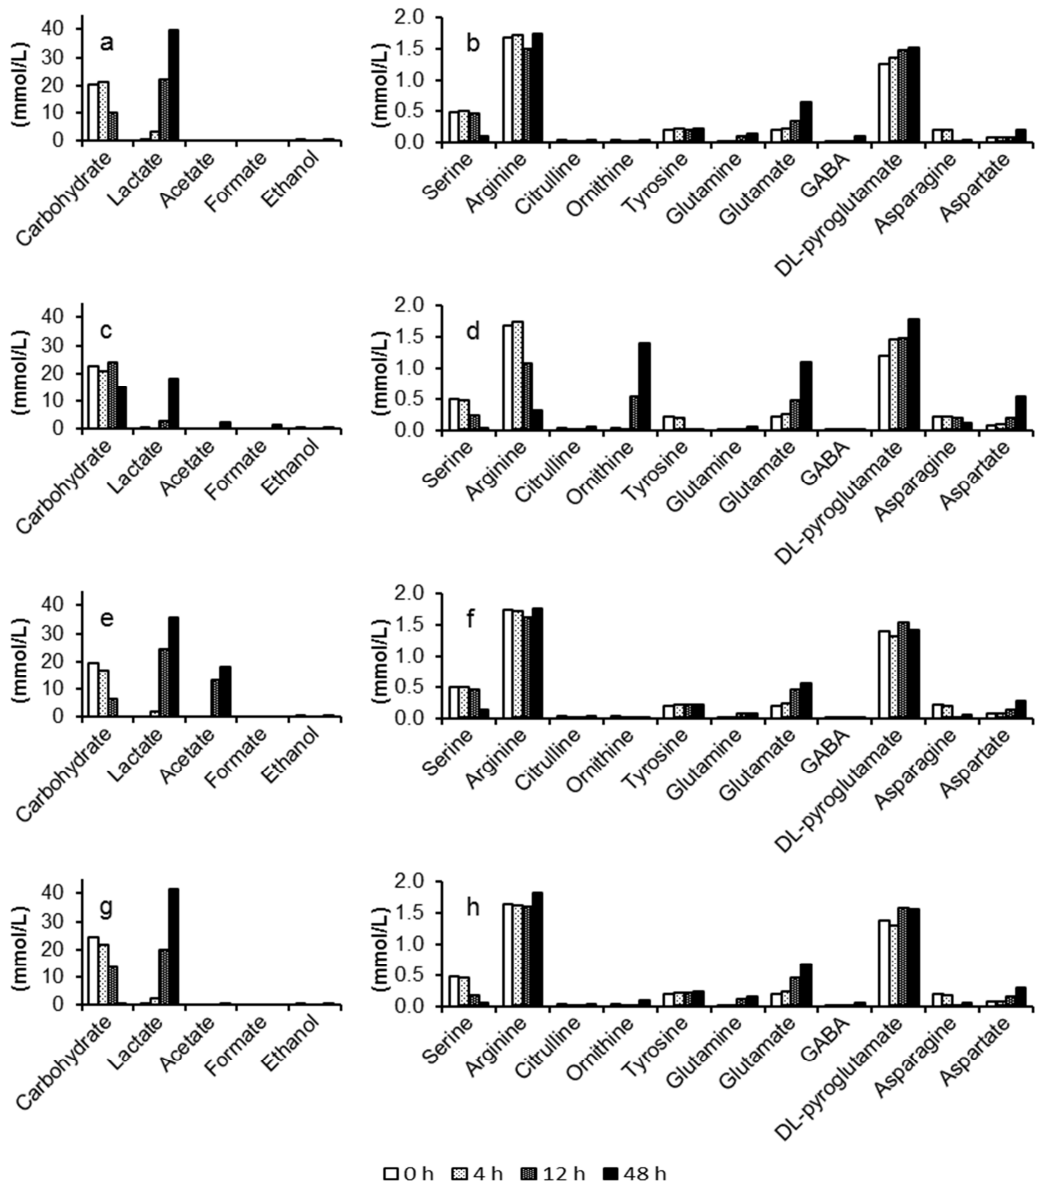 a
(mmol/L)
40
30
20
10
0
Carbohydrate
Lactate
Acetate
Formate
Ethanol
b
(mmol/L)
2.0
1.5
1.0
0.5
0.0
Serine
Arginine
Citrulline
Ornithine
Tyrosine
Glutamine
Glutamate
GABA
DL-pyroglutamate
Asparagine
Aspartate
c
(mmol/L)
40
30
20
10
0
Carbohydrate
Lactate
Acetate
Formate
Ethanol
d
(mmol/L)
2.0
1.5
1.0
0.5
0.0
Serine
Arginine
Citrulline
Ornithine
Tyrosine
Glutamine
Glutamate
GABA
DL-pyroglutamate
Asparagine
Aspartate
e
(mmol/L)
40
30
20
10
0
Carbohydrate
Lactate
Acetate
Formate
Ethanol
f
(mmol/L)
2.0
1.5
1.0
0.5
0.0
Serine
Arginine
Citrulline
Ornithine
Tyrosine
Glutamine
Glutamate
GABA
DL-pyroglutamate
Asparagine
Aspartate
g
(mmol/L)
40
30
20
10
0
Carbohydrate
Lactate
Acetate
Formate
Ethanol
h
(mmol/L)
2.0
1.5
1.0
0.5
0.0
Serine
Arginine
Citrulline
Ornithine
Tyrosine
Glutamine
Glutamate
GABA
DL-pyroglutamate
Asparagine
Aspartate
0 h 4 h 12 h 48 h